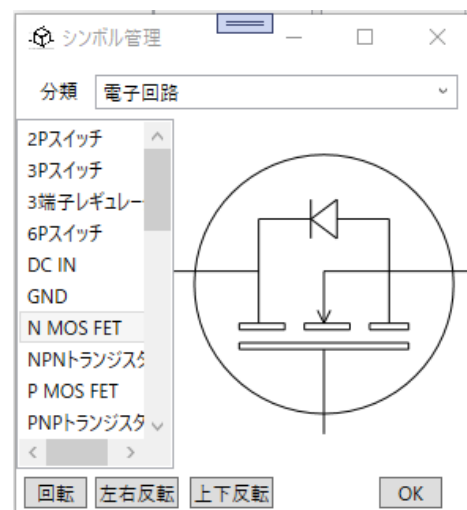 シンボル管理
分類 電子回路
2Pスイッチ
3Pスイッチ
3端子レギュレー
6Pスイッチ
DC IN
GND
N MOS FET
NPNトランジスタ
P MOS FET
PNPトランジスタ
回転 左右反転 上下反転 OK